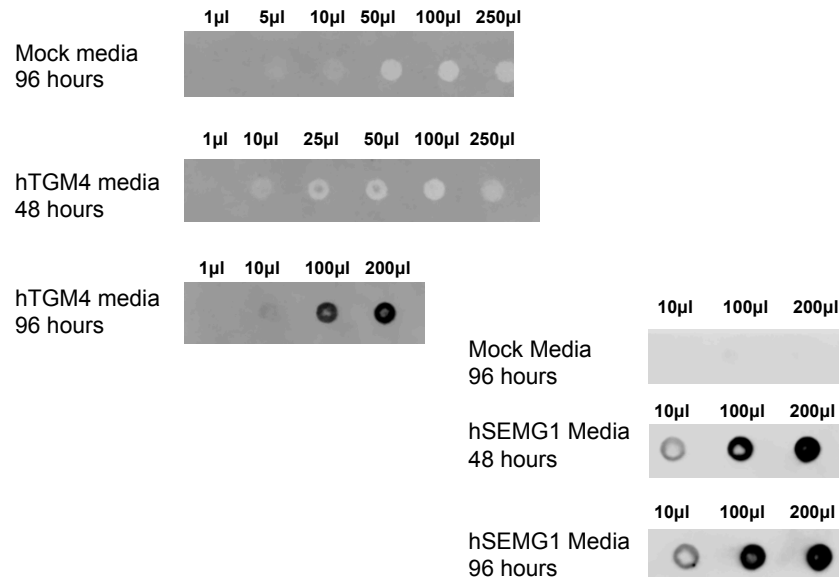 1µl 5µl 10µl 50µl 100µl 250µl
Mock media
96 hours
1µl 10µl 25µl 50µl 100µl 250µl
hTGM4 media
48 hours
1µl 10µl 100µl 200µl
hTGM4 media
96 hours
10µl 100µl 200µl
Mock Media
96 hours
10µl 100µl 200µl
hSEMG1 Media
48 hours
10µl 100µl 200µl
hSEMG1 Media
96 hours